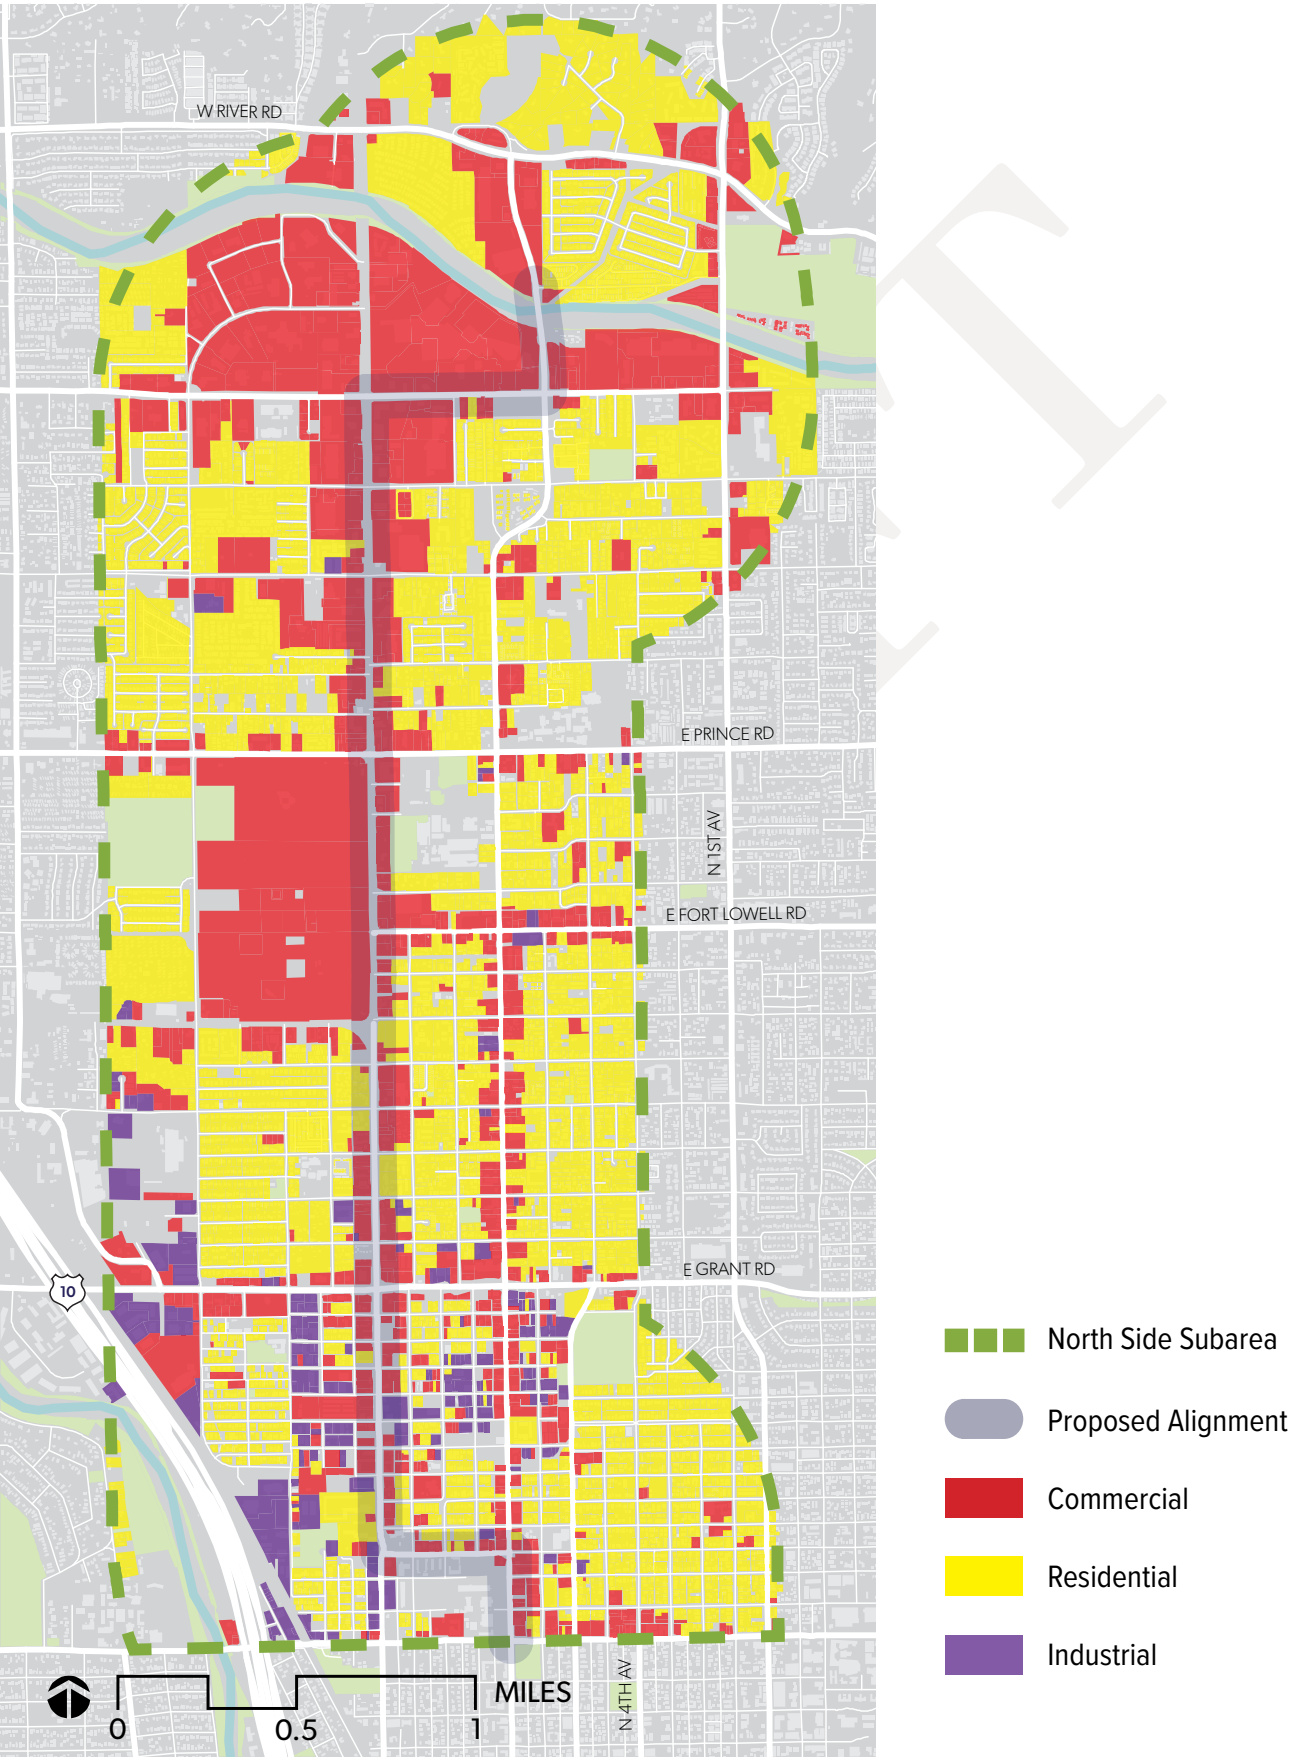 W RIVER RD
E PRINCE RD
N 1ST AV
E FORT LOWELL RD
E GRANT RD
10
North Side Subarea
Proposed Alignment
Commercial
Residential
Industrial
MILES
0
0.5
1
N 4TH AV
FT